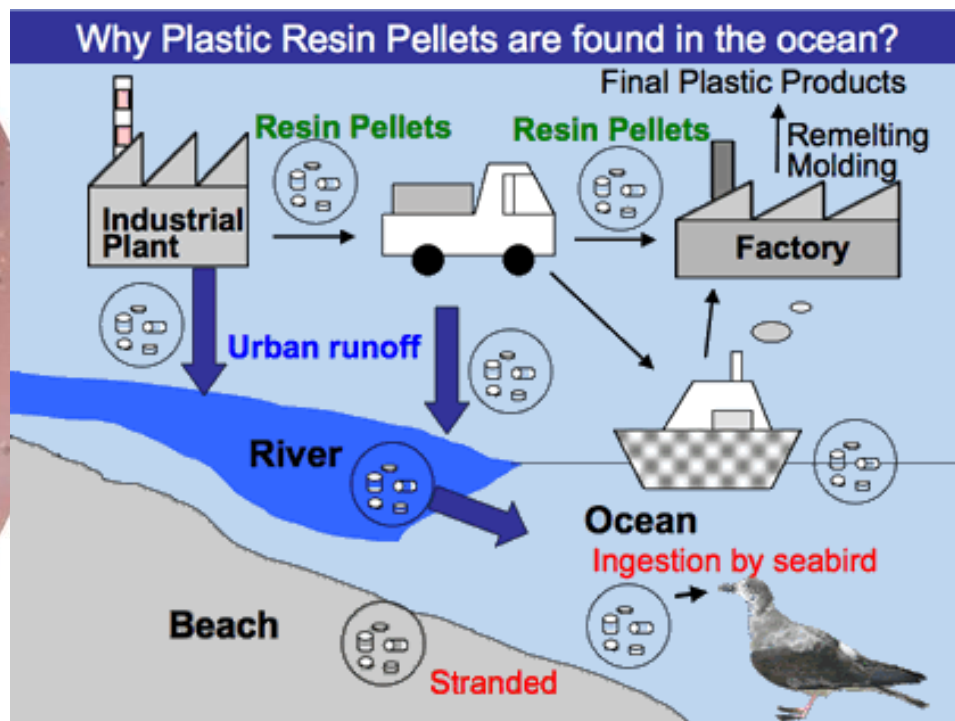 Why Plastic Resin Pellets are found in the ocean?
Final Plastic Products
Resin Pellets
Resin Pellets
Remelting
Molding
Industrial
Plant
Factory
Urban runoff
River
Ocean
Ingestion by seabird
Beach
Stranded